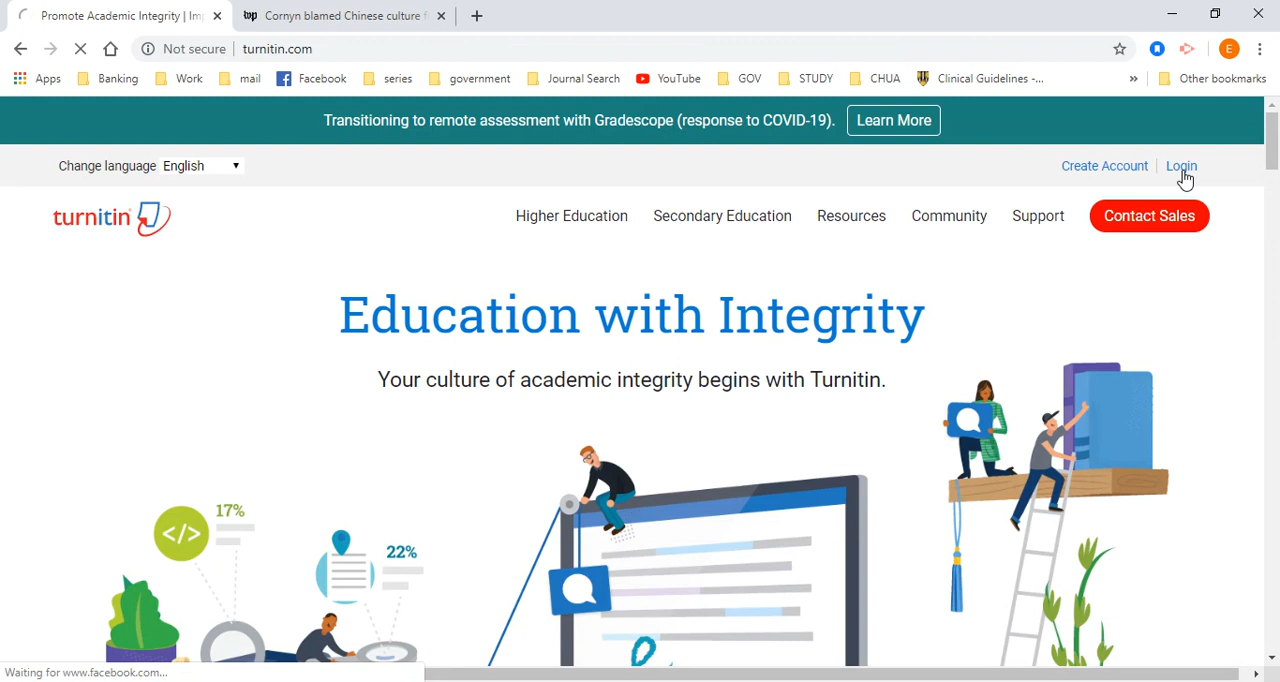 Promote Academic Integrity | Im
Cornyn blamed Chinese culture f
Not secure turnitin.com
E
Apps Banking Work mail Facebook series government Journal Search YouTube GOV STUDY CHUA Clinical Guidelines -... » Other bookmarks
Transitioning to remote assessment with Gradescope (response to COVID-19). Learn More
Change language English Create Account Login
turnitin Higher Education Secondary Education Resources Community Support Contact Sales
Education with Integrity
Your culture of academic integrity begins with Turnitin.
17%
</>
22%
Waiting for www.facebook.com...